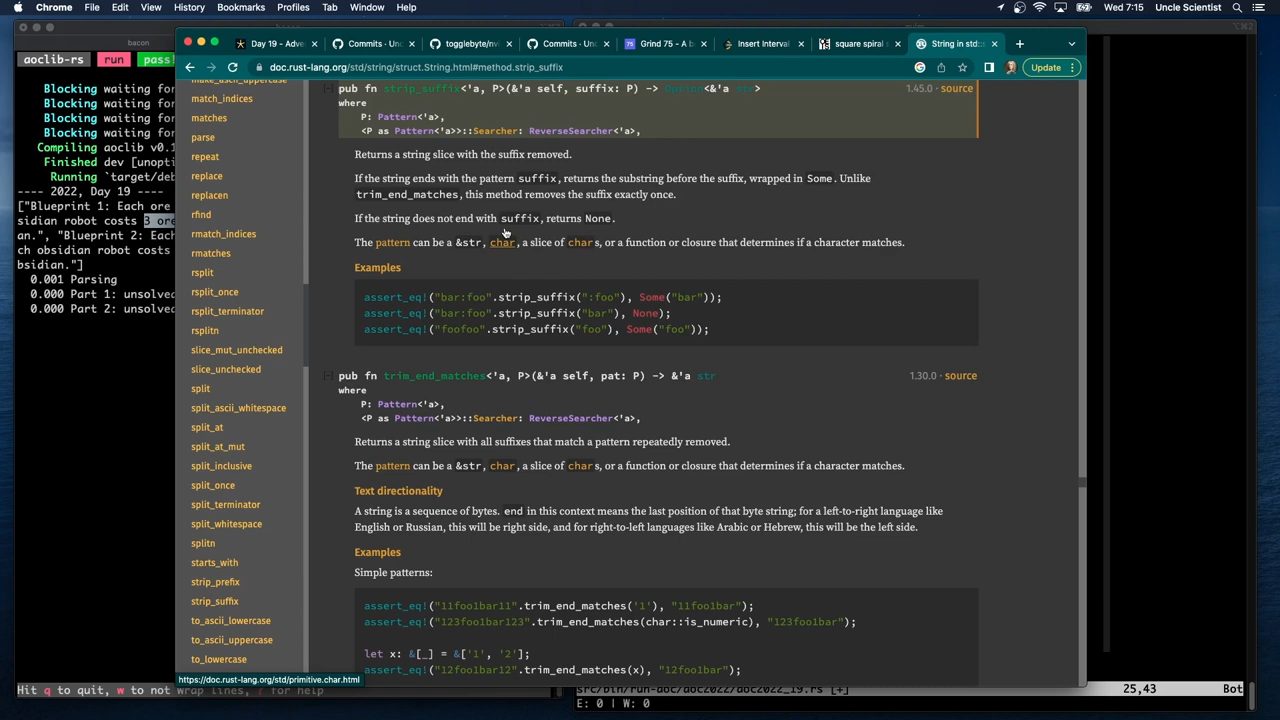 Chrome File Edit View History Bookmarks Profiles Tab Window Help
Wed 7:15 Uncle Scientist
bacon
⌥⌘2
Day 19 - Adve
Commits · Unc
togglebyte/nvi
Commits · Unc
Grind 75 - A b
Insert Interval
square spiral s
String in std::
doc.rust-lang.org/std/string/struct.String.html#method.strip_suffix
Update
aoclib-rs run pass!
Blocking waiting for
Blocking waiting for
Blocking waiting for
Blocking waiting for
Compiling aoclib v0.1
Finished dev [unopti
Running `target/deb
---- 2022, Day 19 ----
["Blueprint 1: Each ore
sidian robot costs 3 ore
an.", "Blueprint 2: Eac
ch obsidian robot costs
bsidian."]
0.001 Parsing
0.000 Part 1: unsolved
0.000 Part 2: unsolved
Hit q to quit, w to not wrap lines, ? for help
make_ascii_uppercase
match_indices
matches
parse
repeat
replace
replacen
rfind
rmatch_indices
rmatches
rsplit
rsplit_once
rsplit_terminator
rsplitn
slice_mut_unchecked
slice_unchecked
split
split_ascii_whitespace
split_at
split_at_mut
split_inclusive
split_once
split_terminator
split_whitespace
splitn
starts_with
strip_prefix
strip_suffix
to_ascii_lowercase
to_ascii_uppercase
to_lowercase
https://doc.rust-lang.org/std/primitive.char.html
[-] pub fn strip_suffix<'a, P>(&'a self, suffix: P) -> Option<&'a str> 1.45.0 · source
where
P: Pattern<'a>,
<P as Pattern<'a>>::Searcher: ReverseSearcher<'a>,
Returns a string slice with the suffix removed.
If the string ends with the pattern suffix, returns the substring before the suffix, wrapped in Some. Unlike
trim_end_matches, this method removes the suffix exactly once.
If the string does not end with suffix, returns None.
The pattern can be a &str, char, a slice of chars, or a function or closure that determines if a character matches.
Examples
assert_eq!("bar:foo".strip_suffix(":foo"), Some("bar"));
assert_eq!("bar:foo".strip_suffix("bar"), None);
assert_eq!("foofoo".strip_suffix("foo"), Some("foo"));
[-] pub fn trim_end_matches<'a, P>(&'a self, pat: P) -> &'a str 1.30.0 · source
where
P: Pattern<'a>,
<P as Pattern<'a>>::Searcher: ReverseSearcher<'a>,
Returns a string slice with all suffixes that match a pattern repeatedly removed.
The pattern can be a &str, char, a slice of chars, or a function or closure that determines if a character matches.
Text directionality
A string is a sequence of bytes. end in this context means the last position of that byte string; for a left-to-right language like
English or Russian, this will be right side, and for right-to-left languages like Arabic or Hebrew, this will be the left side.
Examples
Simple patterns:
assert_eq!("11foo1bar11".trim_end_matches('1'), "11foo1bar");
assert_eq!("123foo1bar123".trim_end_matches(char::is_numeric), "123foo1bar");
let x: &[_] = &['1', '2'];
assert_eq!("12foo1bar12".trim_end_matches(x), "12foo1bar");
src/bin/run-aoc/aoc2022/aoc2022_19.rs [+] 25,43 Bot
E: 0 | W: 0